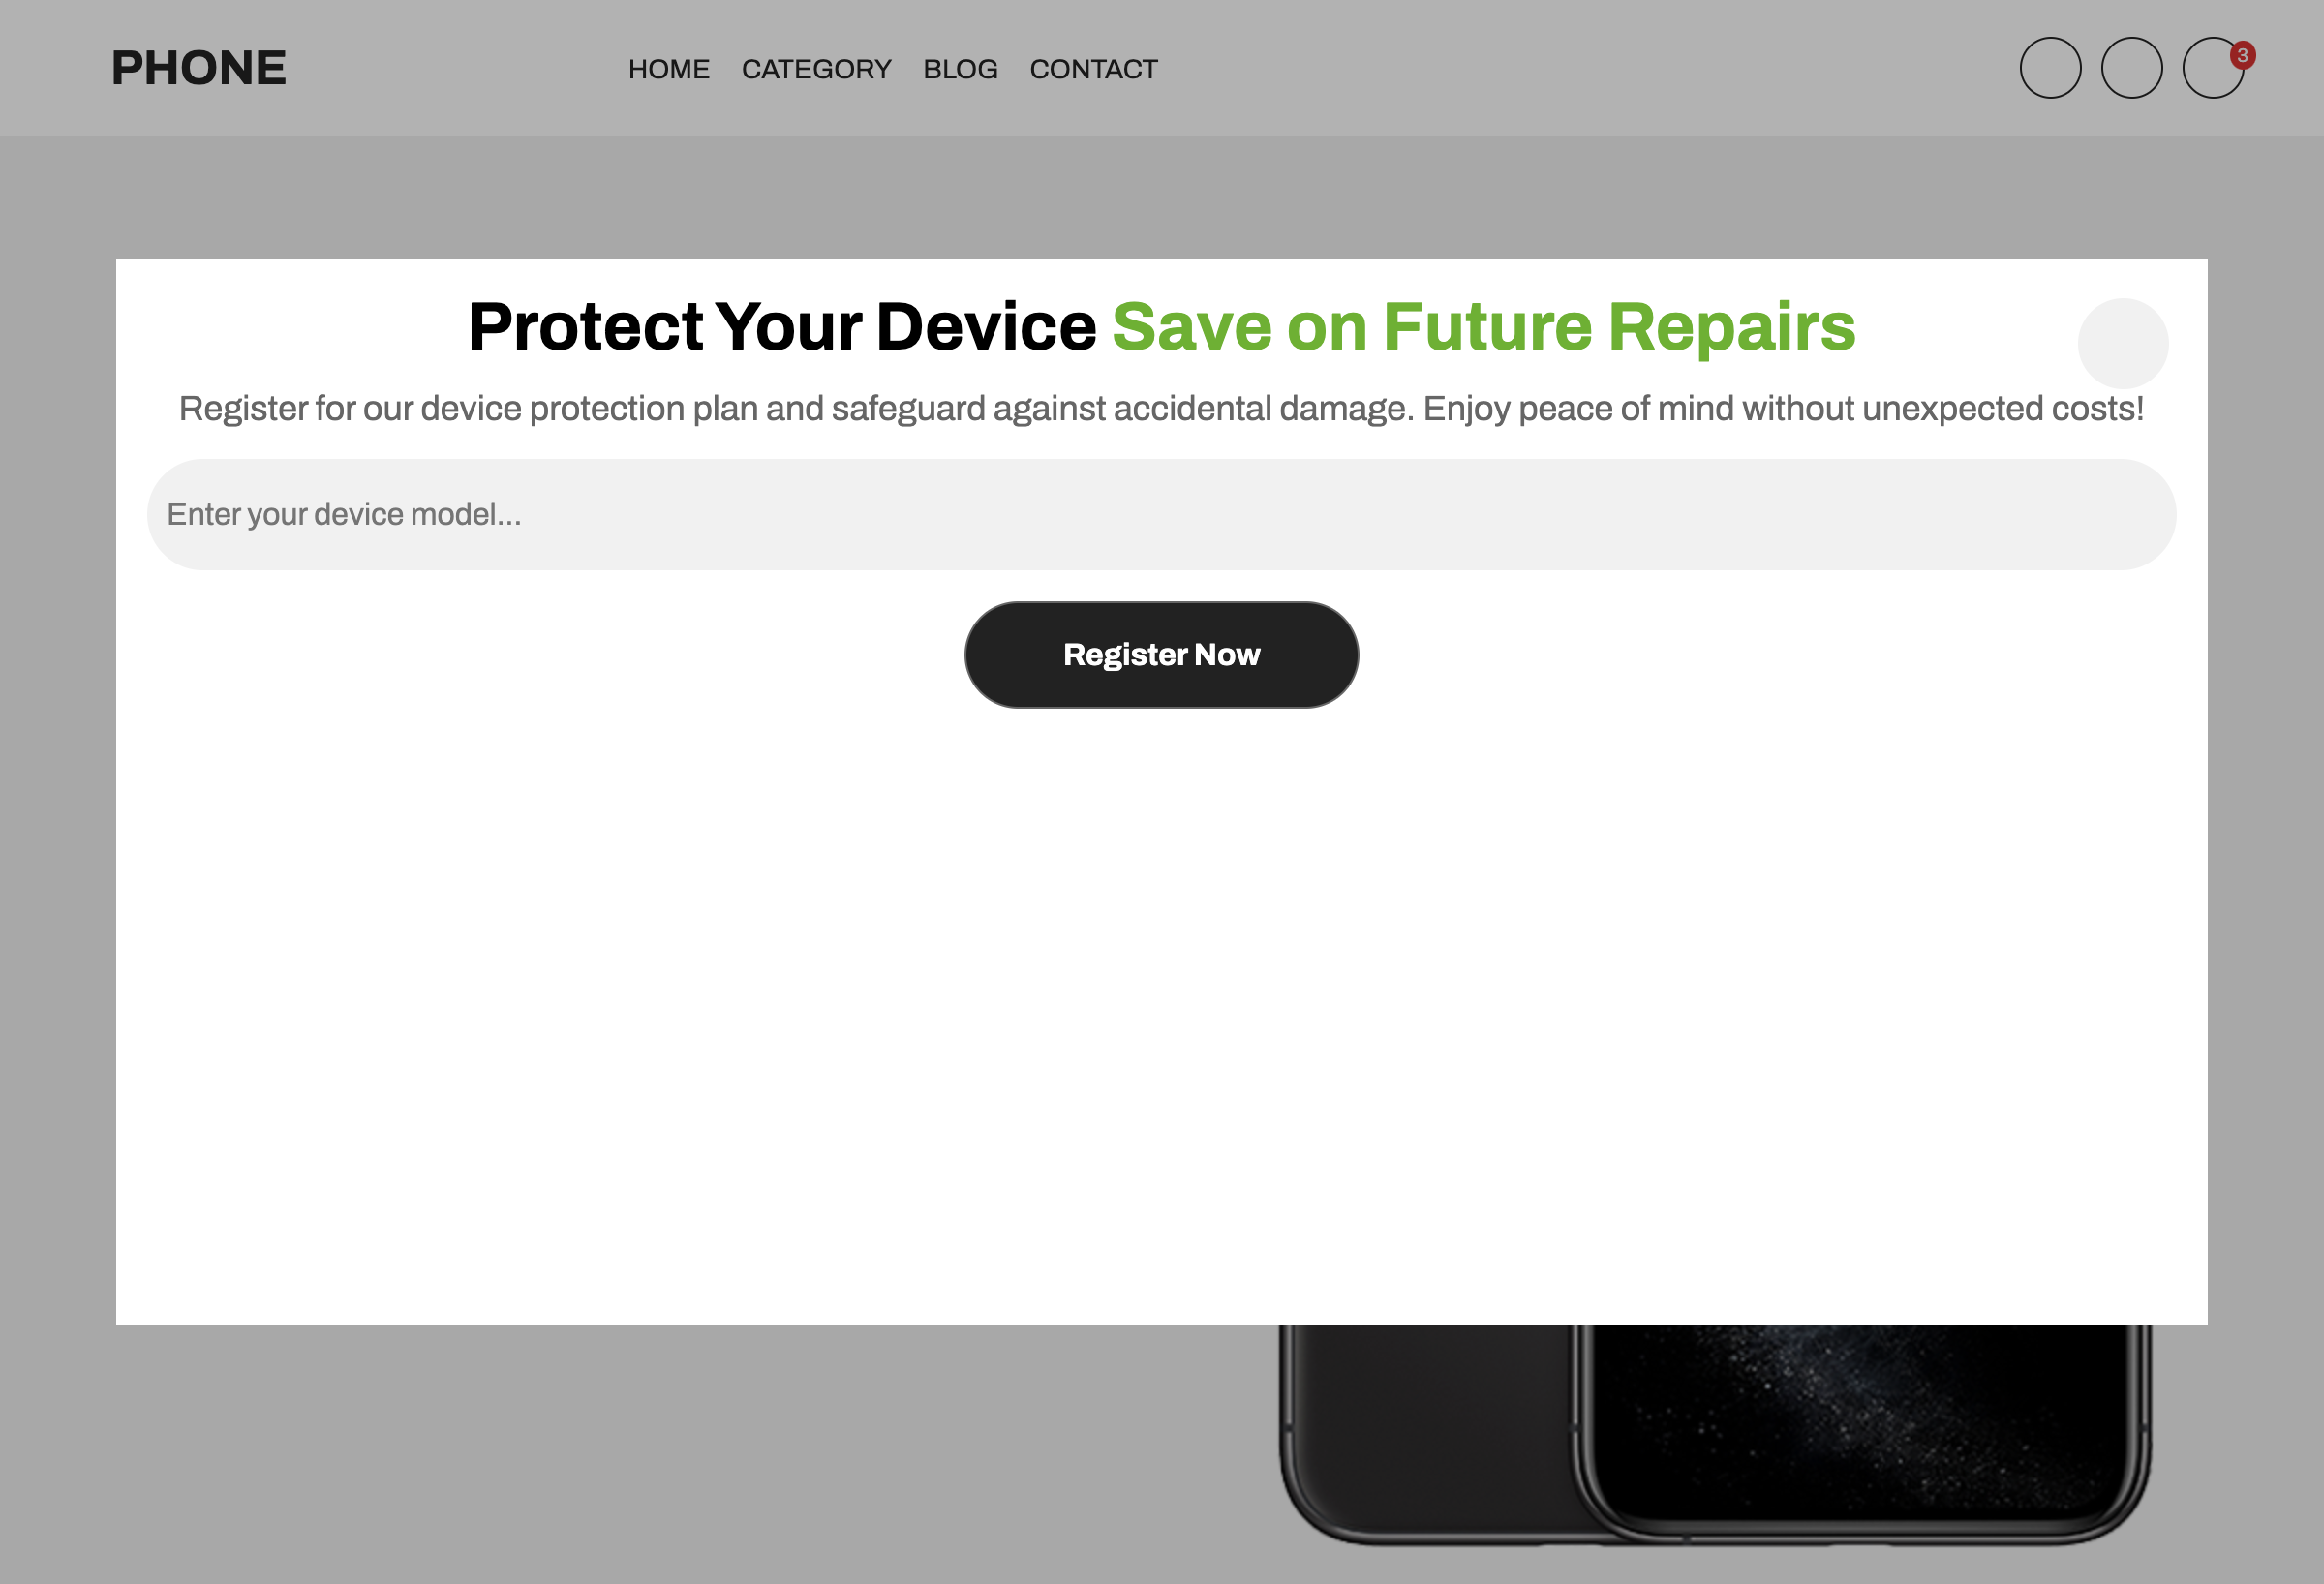 PHONE
HOME CATEGORY BLOG CONTACT
3
Protect Your Device Save on Future Repairs
Register for our device protection plan and safeguard against accidental damage. Enjoy peace of mind without unexpected costs!
Enter your device model...
Register Now